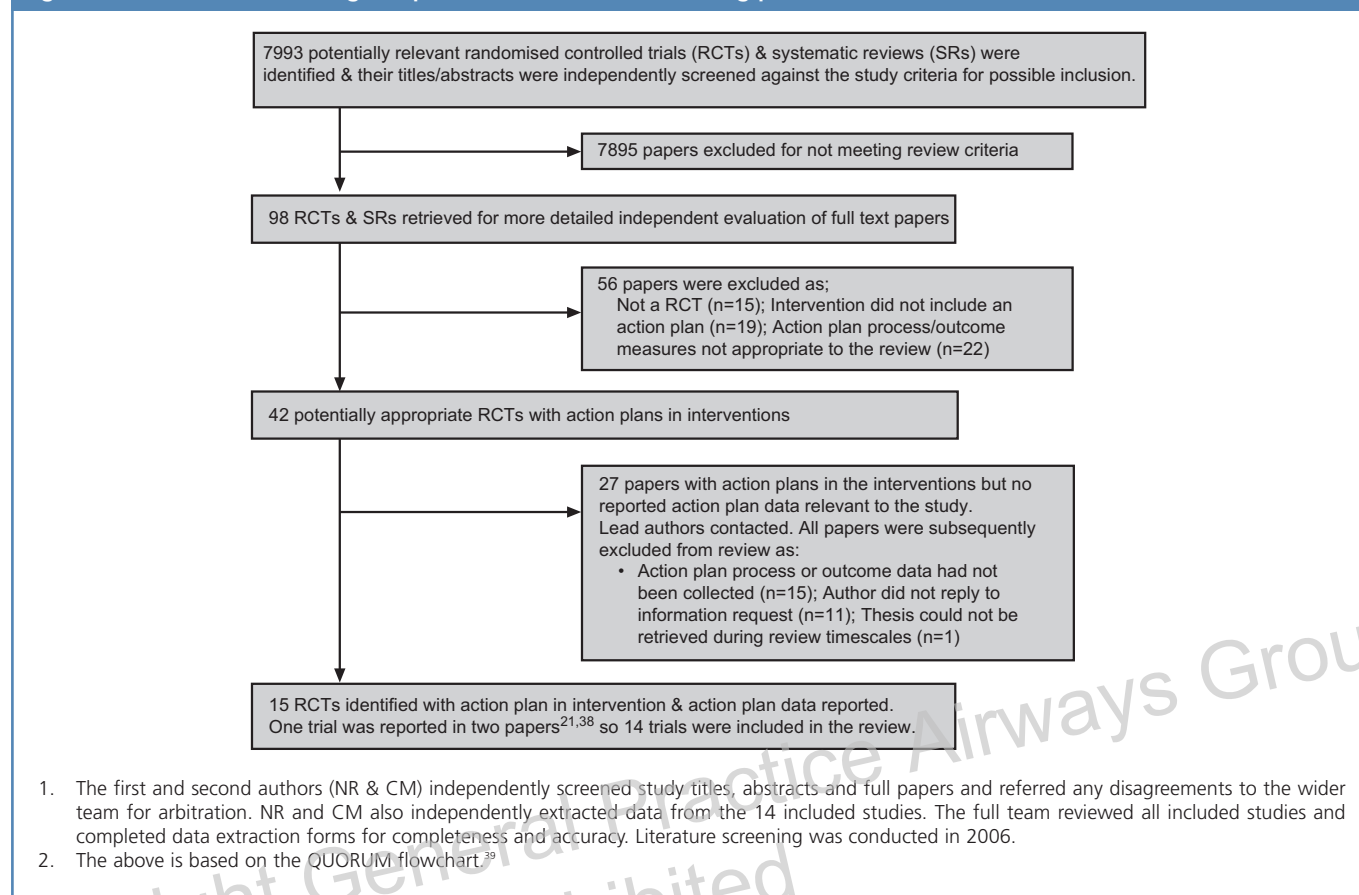 7993 potentially relevant randomised controlled trials (RCTs) & systematic reviews (SRs) were
identified & their titles/abstracts were independently screened against the study criteria for possible inclusion.
7895 papers excluded for not meeting review criteria
98 RCTs & SRs retrieved for more detailed independent evaluation of full text papers
56 papers were excluded as;
Not a RCT (n=15); Intervention did not include an
action plan (n=19); Action plan process/outcome
measures not appropriate to the review (n=22)
42 potentially appropriate RCTs with action plans in interventions
27 papers with action plans in the interventions but no
reported action plan data relevant to the study.
Lead authors contacted. All papers were subsequently
excluded from review as:
• Action plan process or outcome data had not
been collected (n=15); Author did not reply to
information request (n=11); Thesis could not be
retrieved during review timescales (n=1)
15 RCTs identified with action plan in intervention & action plan data reported.
One trial was reported in two papers21,38 so 14 trials were included in the review.
1. The first and second authors (NR & CM) independently screened study titles, abstracts and full papers and referred any disagreements to the wider
team for arbitration. NR and CM also independently extracted data from the 14 included studies. The full team reviewed all included studies and
completed data extraction forms for completeness and accuracy. Literature screening was conducted in 2006.
2. The above is based on the QUORUM flowchart.39
General Practice Airways Grou